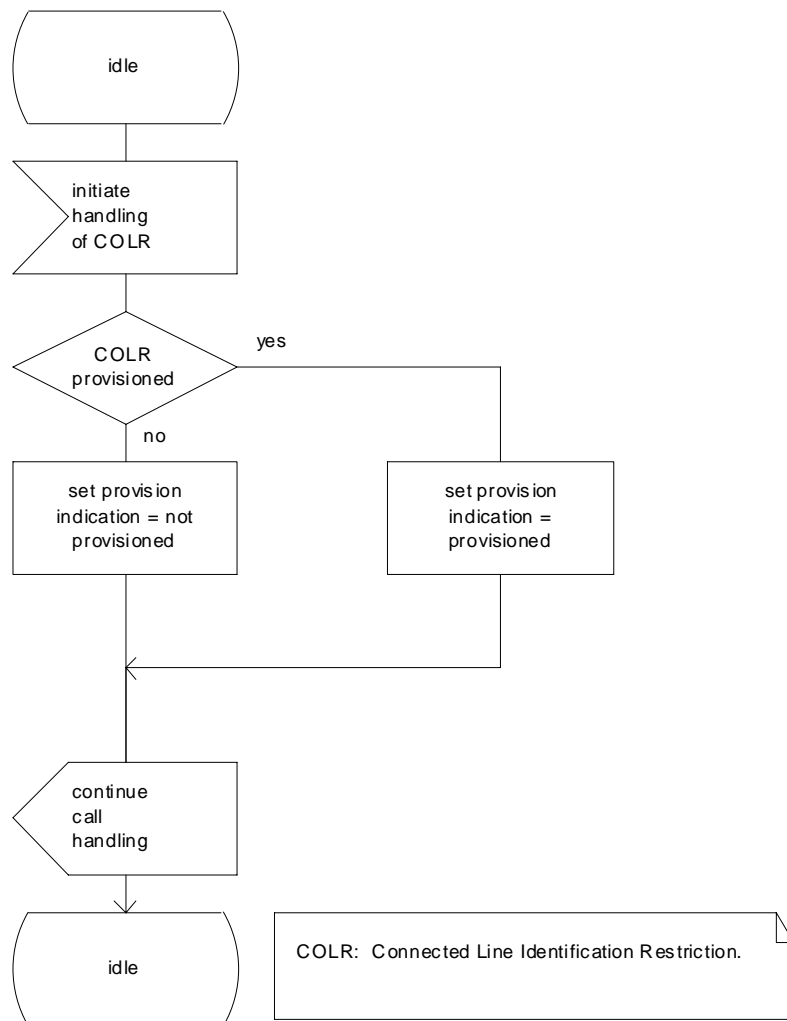 idle
initiate
handling
of COLR
COLR
provisioned
yes
no
set provision
indication = not
provisioned
set provision
indication =
provisioned
continue
call
handling
idle
COLR: Connected Line Identification Restriction.